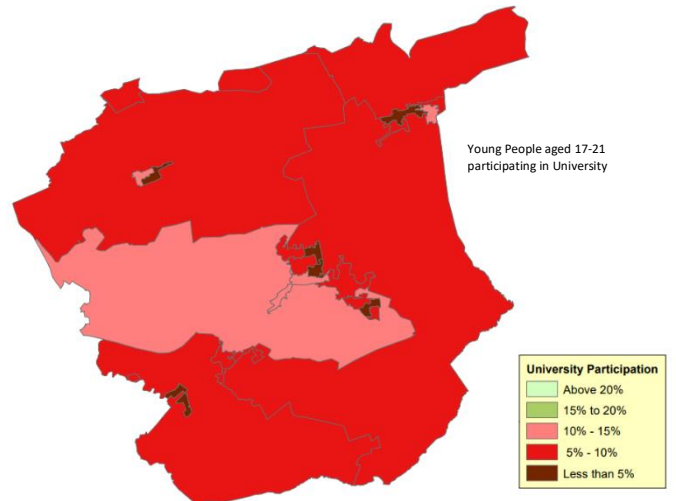 Young People aged 17-21
participating in University
University Participation
Above 20%
15% to 20%
10% - 15%
5% - 10%
Less than 5%